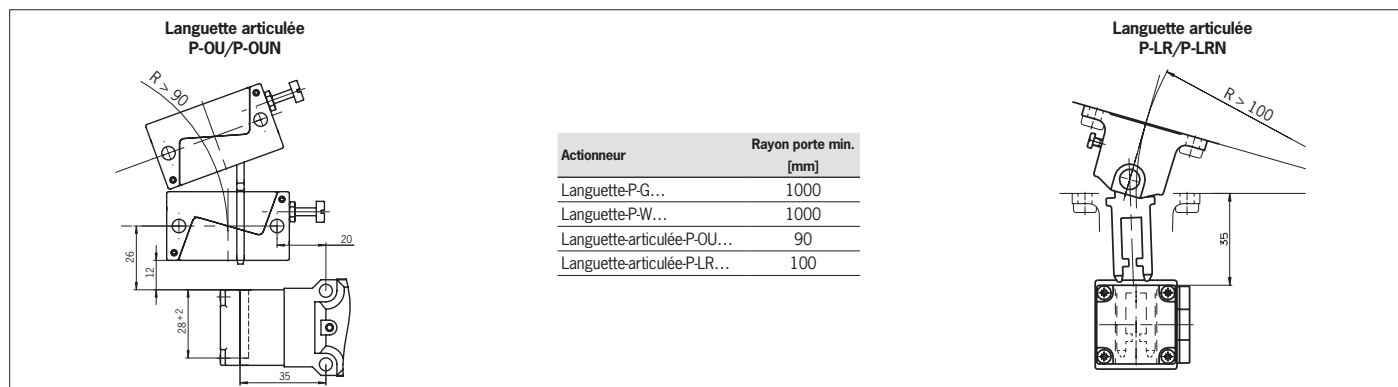 Languette articulée
P-OU/P-OUN
R > 90
20
26
12
28+2
35
Actionneur
Rayon porte min.
[mm]
Languette-P-G… 1000
Languette-P-W… 1000
Languette-articulée-P-OU… 90
Languette-articulée-P-LR… 100
Languette articulée
P-LR/P-LRN
R > 100
35